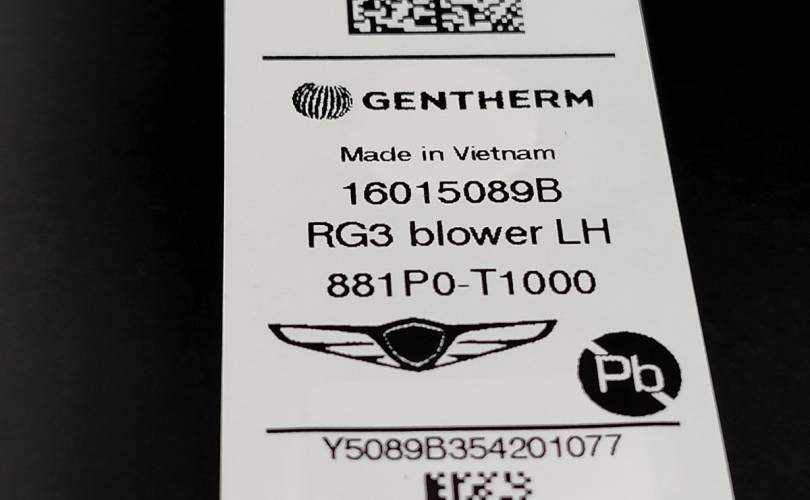 GENTHERM
Made in Vietnam
16015089B
RG3 blower LH
881P0-T1000
Pb
Y5089B354201077